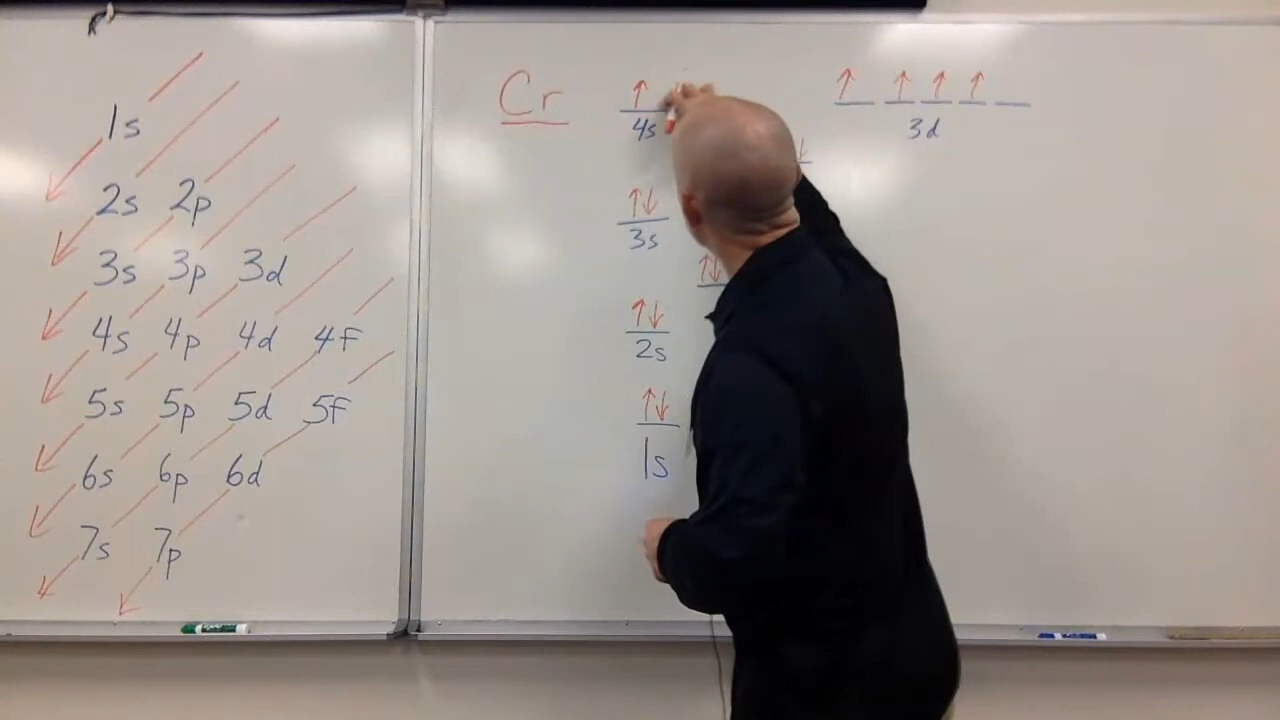 1s
2s 2p
3s 3p 3d
4s 4p 4d 4f
5s 5p 5d 5f
6s 6p 6d
7s 7p
Cr
↑ ↑ ↑ ↑ ↑
4s 3d
↑↓
3s
↑↓
↑↓
2s
↑↓
1s